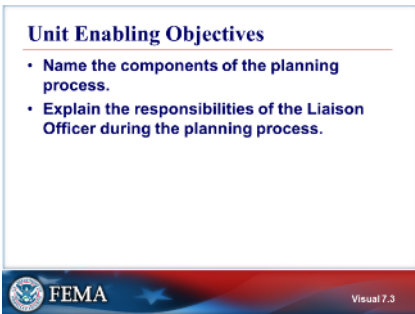 Unit Enabling Objectives
• Name the components of the planning
process.
• Explain the responsibilities of the Liaison
Officer during the planning process.
FEMA
Visual 7.3